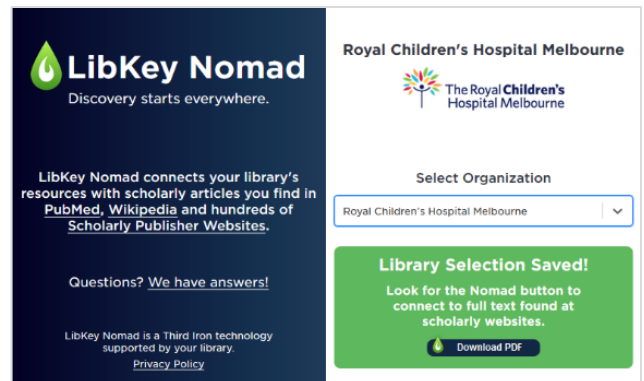 LibKey Nomad
Discovery starts everywhere.
LibKey Nomad connects your library's
resources with scholarly articles you find in
PubMed, Wikipedia and hundreds of
Scholarly Publisher Websites.
Questions? We have answers!
LibKey Nomad is a Third Iron technology
supported by your library.
Privacy Policy
Royal Children's Hospital Melbourne
The Royal Children's
Hospital Melbourne
Select Organization
Royal Children's Hospital Melbourne
Library Selection Saved!
Look for the Nomad button to
connect to full text found at
scholarly websites.
Download PDF